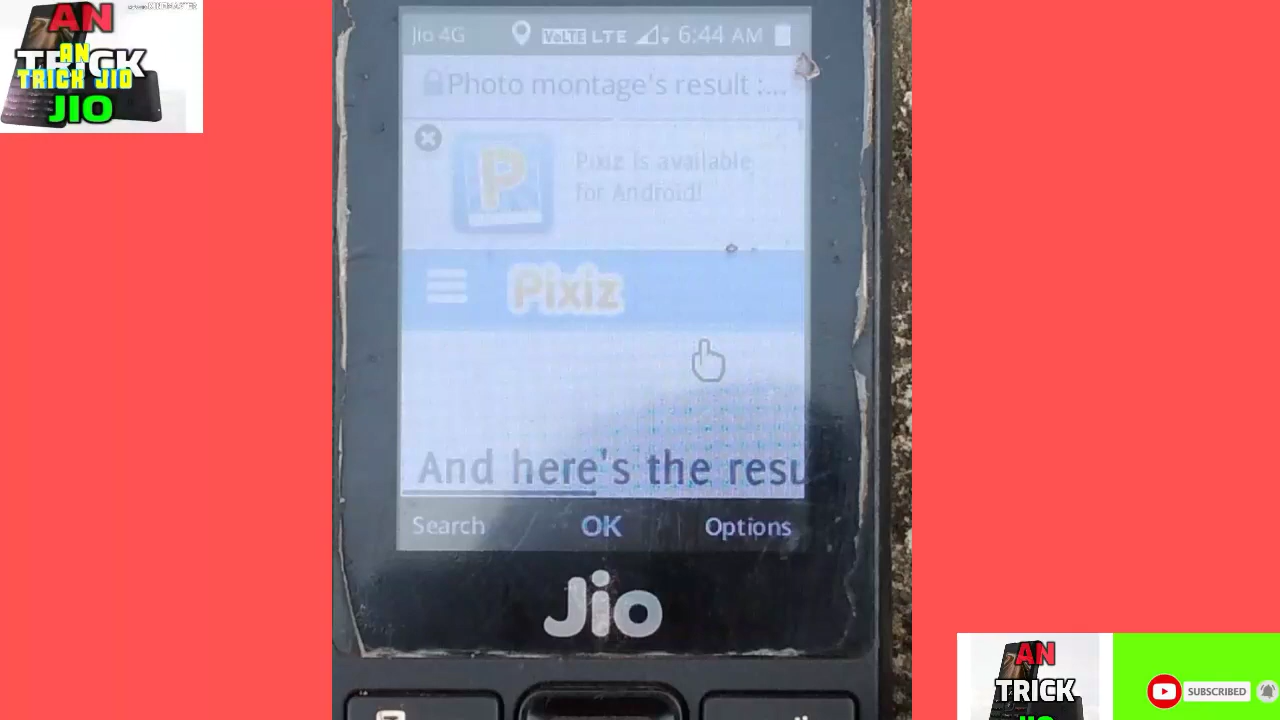 AN
TRICK
AN
TRICK JIO
JIO
Jio 4G VoLTE LTE 6:44 AM
Photo montage's result :...
P
Pixiz is available
for Android!
Pixiz
And here's the resu
Search OK Options
Jio
AN
TRICK
JIO
SUBSCRIBED